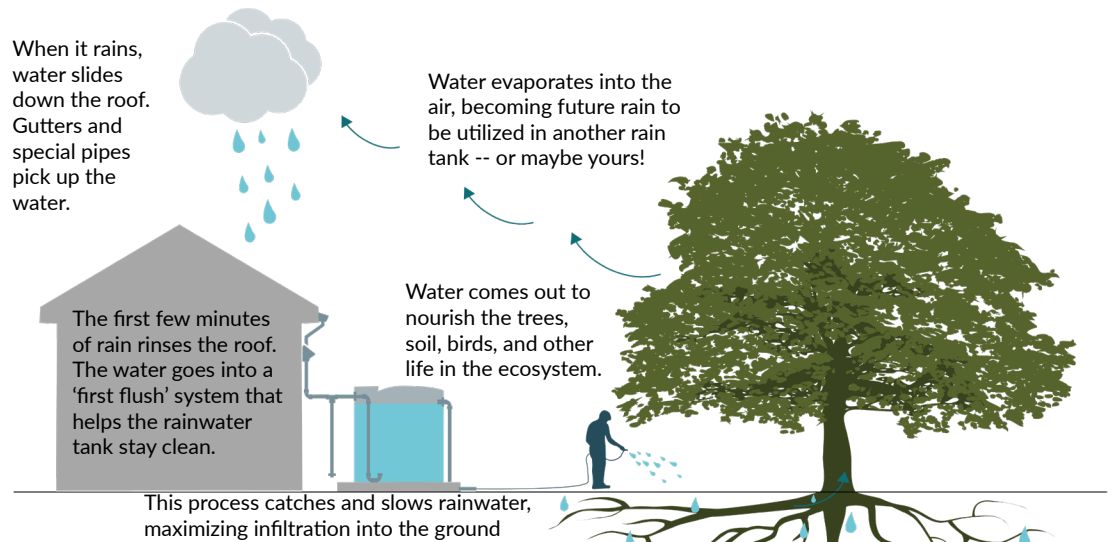 When it rains,
water slides
down the roof.
Gutters and
special pipes
pick up the
water.
Water evaporates into the
air, becoming future rain to
be utilized in another rain
tank -- or maybe yours!
The first few minutes
of rain rinses the roof.
The water goes into a
‘first flush’ system that
helps the rainwater
tank stay clean.
Water comes out to
nourish the trees,
soil, birds, and other
life in the ecosystem.
This process catches and slows rainwater,
maximizing infiltration into the ground